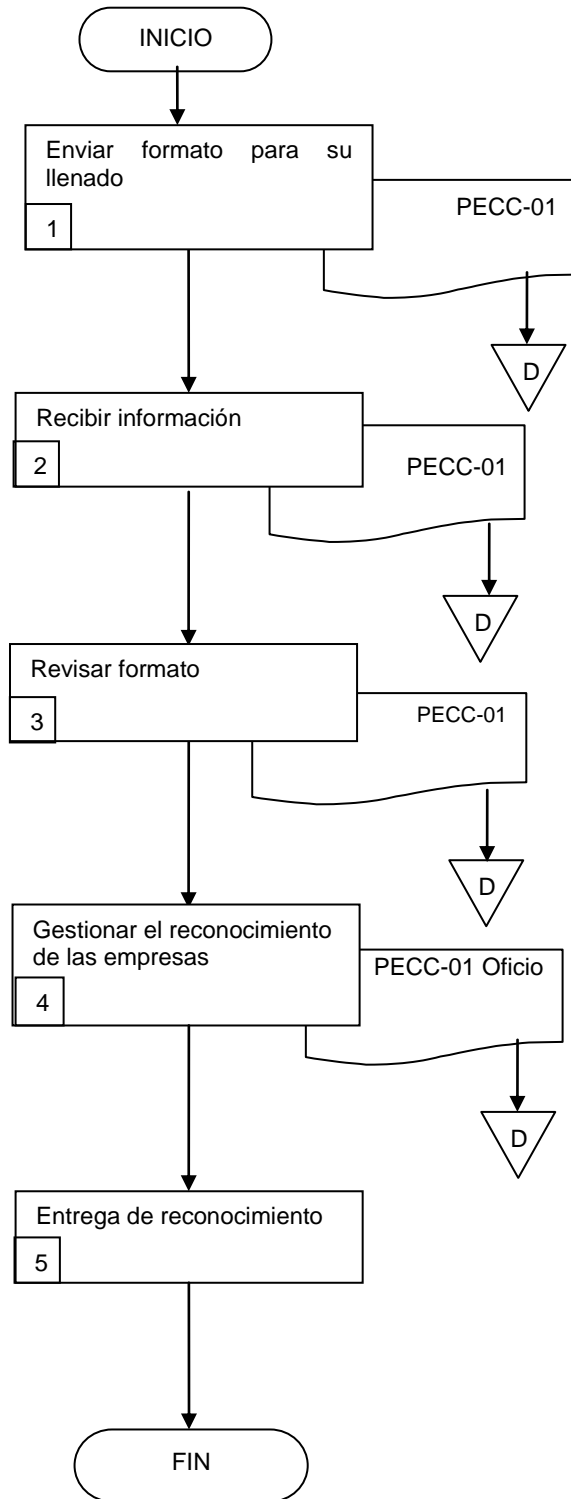 INICIO
Enviar formato para su
llenado
1
PECC-01
D
Recibir información
2
PECC-01
D
Revisar formato
3
PECC-01
D
Gestionar el reconocimiento
de las empresas
4
PECC-01 Oficio
D
Entrega de reconocimiento
5
FIN